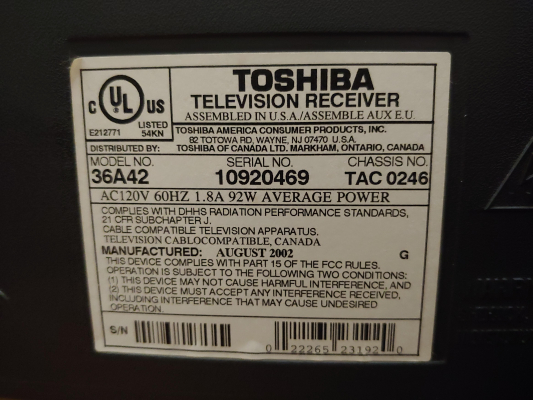 TOSHIBA
TELEVISION RECEIVER
ASSEMBLED IN U.S.A./ASSEMBLE AUX E.U.
C UL US
LISTED
E212771 54KN
TOSHIBA AMERICA CONSUMER PRODUCTS, INC.
82 TOTOWA RD, WAYNE, NJ 07470 USA.
DISTRIBUTED BY: TOSHIBA OF CANADA LTD. MARKHAM, ONTARIO, CANADA
MODEL NO. SERIAL NO. CHASSIS NO.
36A42 10920469 TAC 0246
AC120V 60HZ 1.8A 92W AVERAGE POWER
COMPLIES WITH DHHS RADIATION PERFORMANCE STANDARDS,
21 CFR SUBCHAPTER J.
CABLE COMPATIBLE TELEVISION APPARATUS.
TELEVISION CABLOCOMPATIBLE, CANADA
MANUFACTURED: AUGUST 2002 G
THIS DEVICE COMPLIES WITH PART 15 OF THE FCC RULES.
OPERATION IS SUBJECT TO THE FOLLOWING TWO CONDITIONS:
(1) THIS DEVICE MAY NOT CAUSE HARMFUL INTERFERENCE, AND
(2) THIS DEVICE MUST ACCEPT ANY INTERFERENCE RECEIVED,
INCLUDING INTERFERENCE THAT MAY CAUSE UNDESIRED
OPERATION.
S/N
0 22265 23192 0